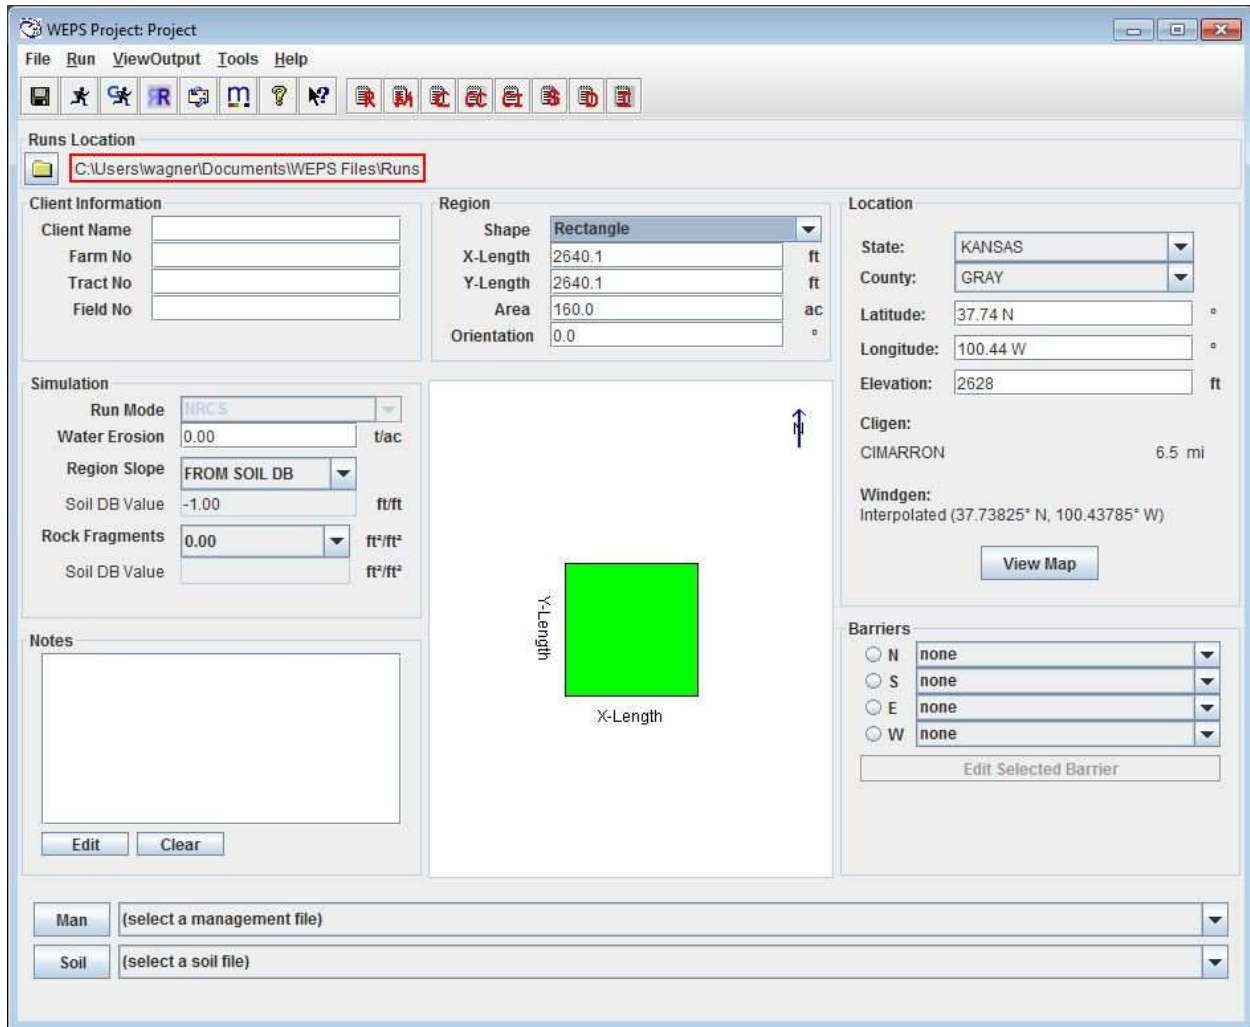 WEPS Project: Project
File Run ViewOutput Tools Help
Runs Location
C:\Users\wagner\Documents\WEPS Files\Runs
Client Information
Client Name
Farm No
Tract No
Field No
Region
Shape Rectangle
X-Length 2640.1 ft
Y-Length 2640.1 ft
Area 160.0 ac
Orientation 0.0 °
Location
State: KANSAS
County: GRAY
Latitude: 37.74 N °
Longitude: 100.44 W °
Elevation: 2628 ft
Cligen:
CIMARRON 6.5 mi
Windgen:
Interpolated (37.73825° N, 100.43785° W)
View Map
Simulation
Run Mode NRCS
Water Erosion 0.00 t/ac
Region Slope FROM SOIL DB
Soil DB Value -1.00 ft/ft
Rock Fragments 0.00 ft²/ft²
Soil DB Value ft²/ft²
N
Y-Length
X-Length
Notes
Edit Clear
Barriers
N none
S none
E none
W none
Edit Selected Barrier
Man (select a management file)
Soil (select a soil file)